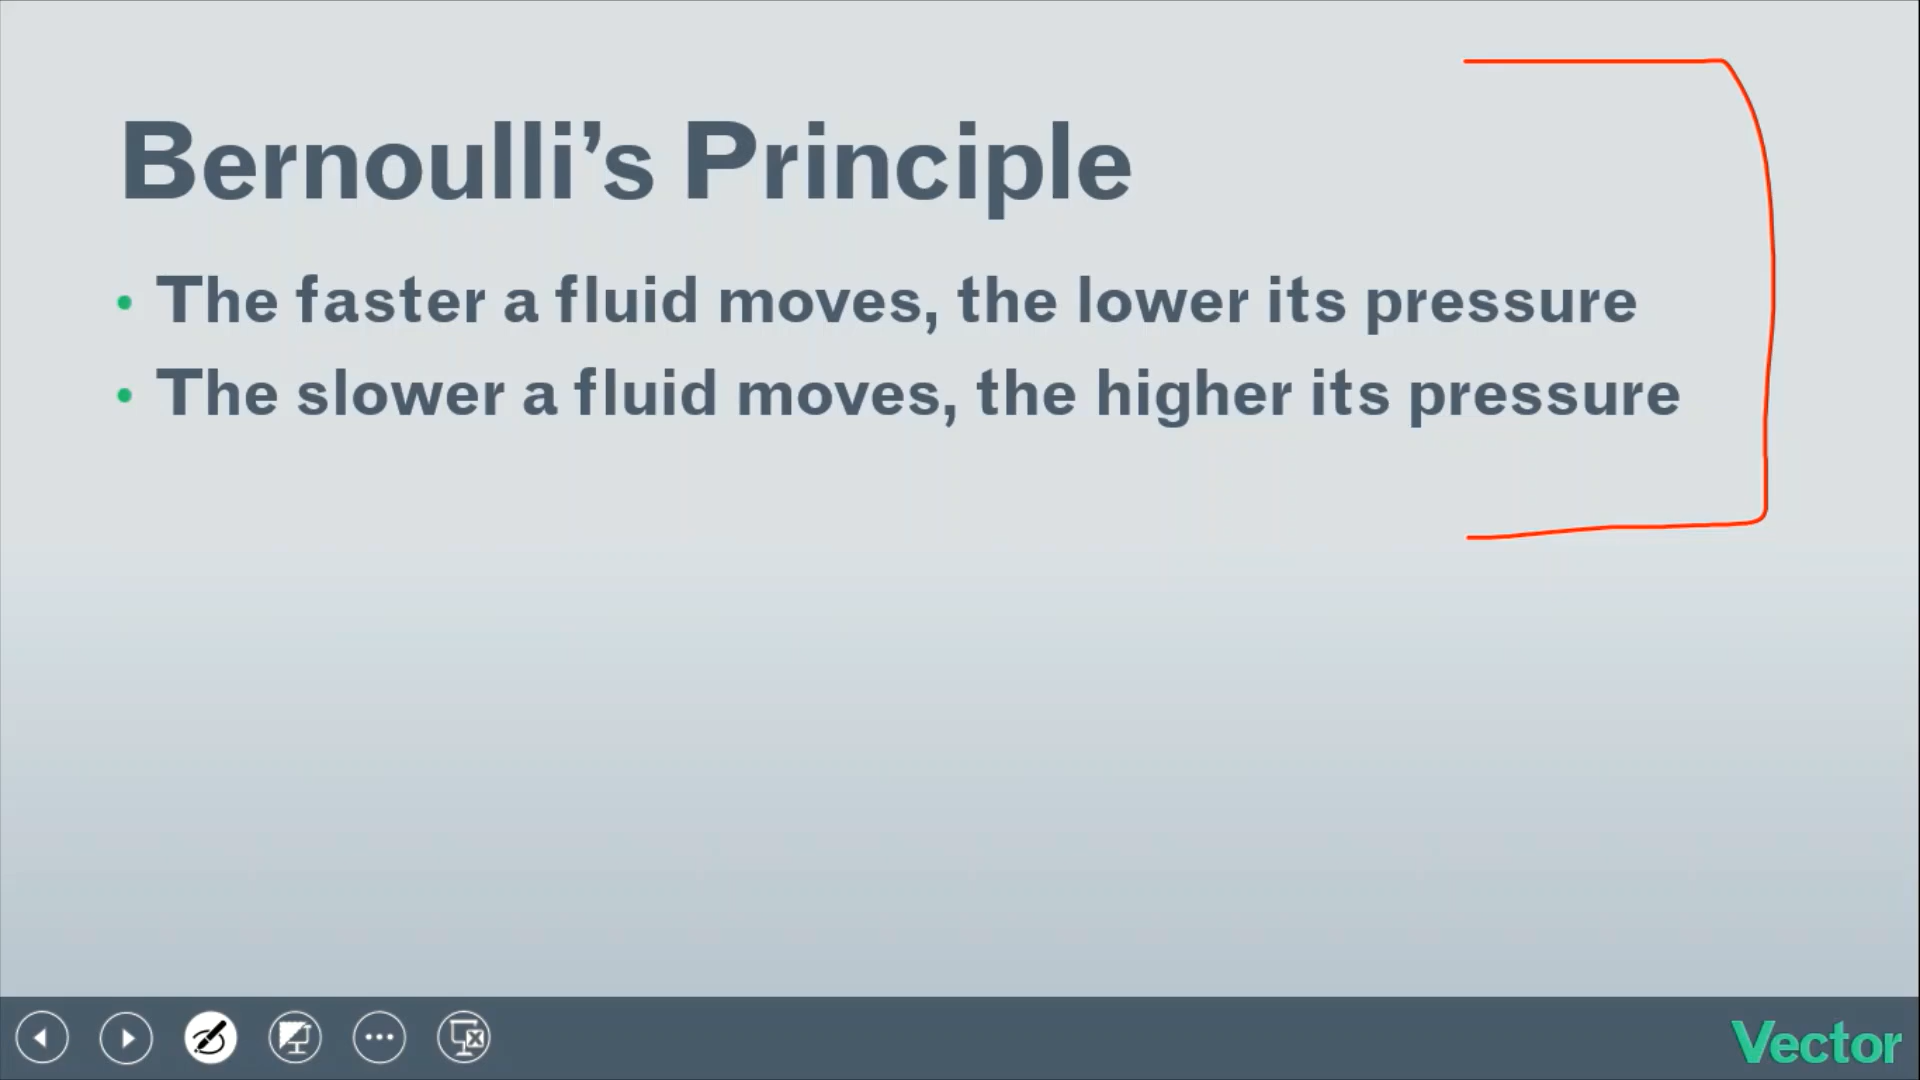 Bernoulli’s Principle
• The faster a fluid moves, the lower its pressure
• The slower a fluid moves, the higher its pressure
Vector